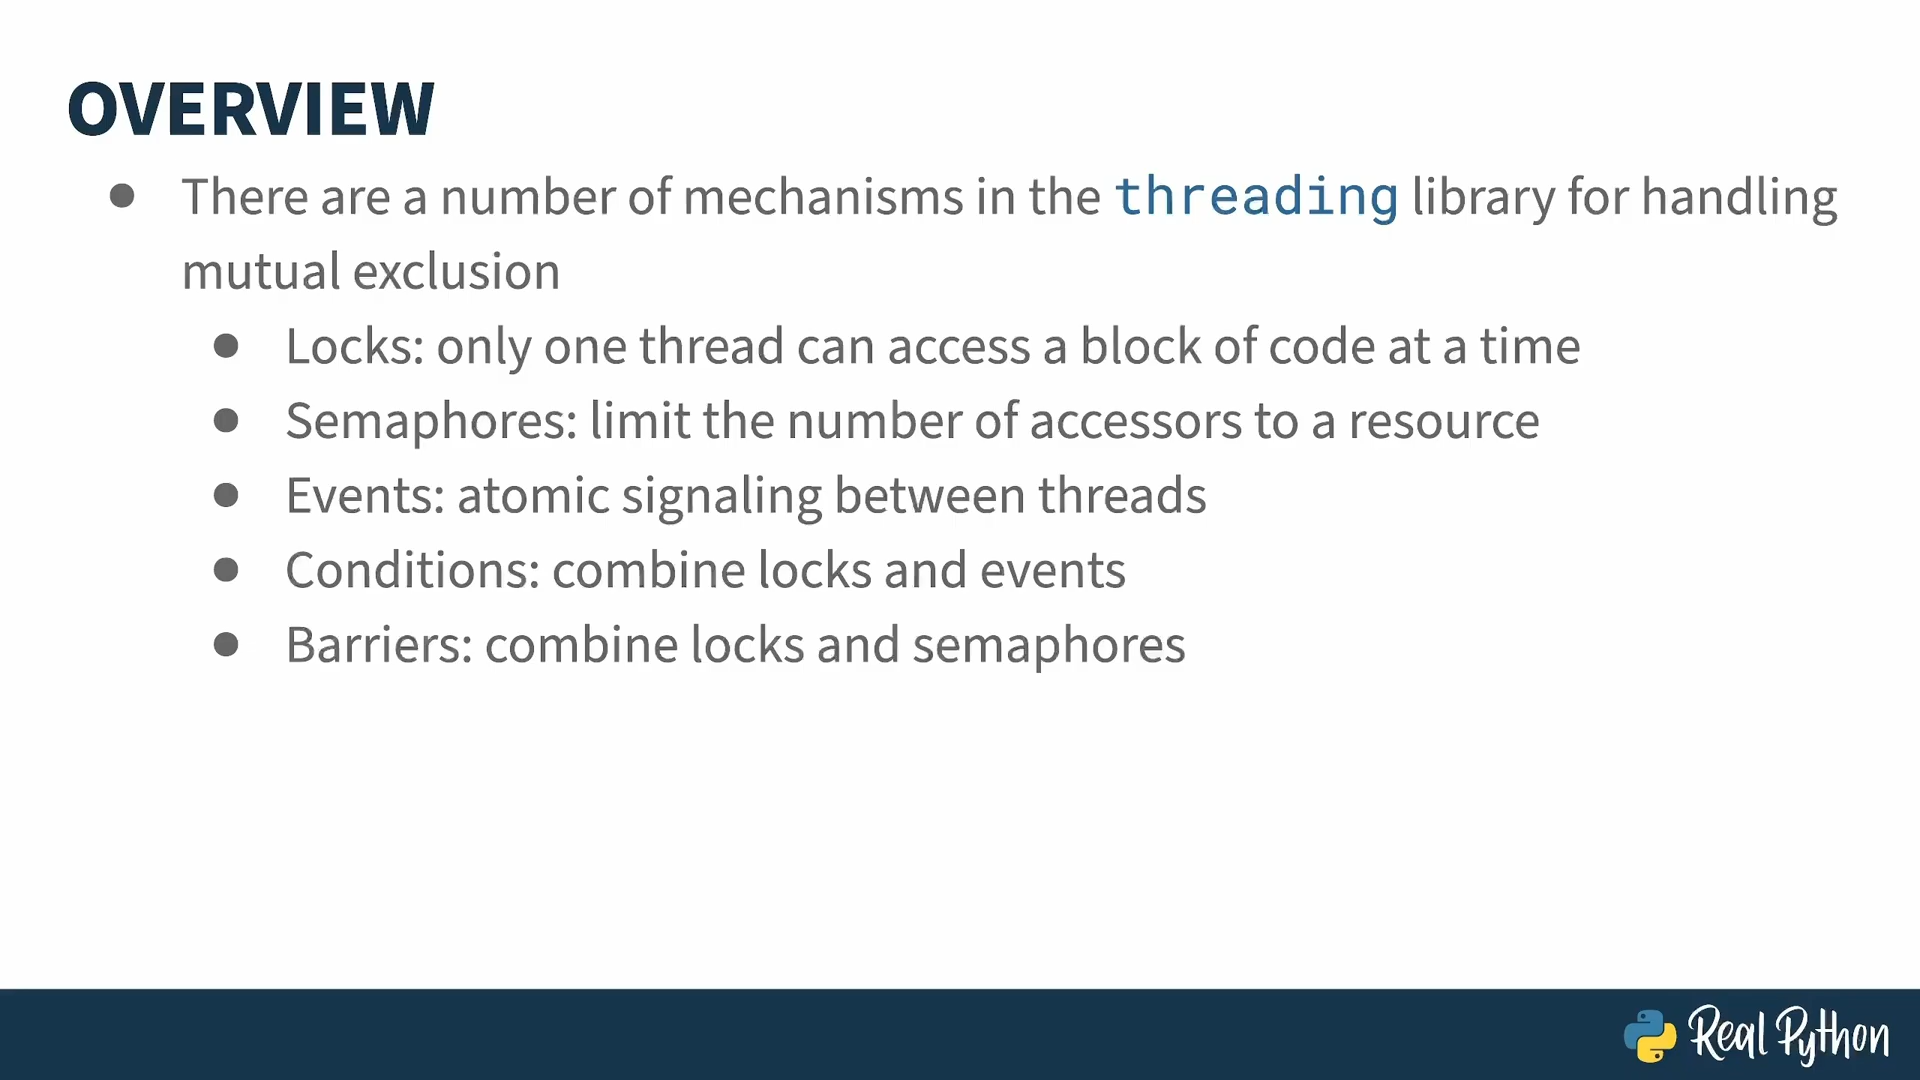 OVERVIEW
● There are a number of mechanisms in the threading library for handling
mutual exclusion
● Locks: only one thread can access a block of code at a time
● Semaphores: limit the number of accessors to a resource
● Events: atomic signaling between threads
● Conditions: combine locks and events
● Barriers: combine locks and semaphores
Real Python